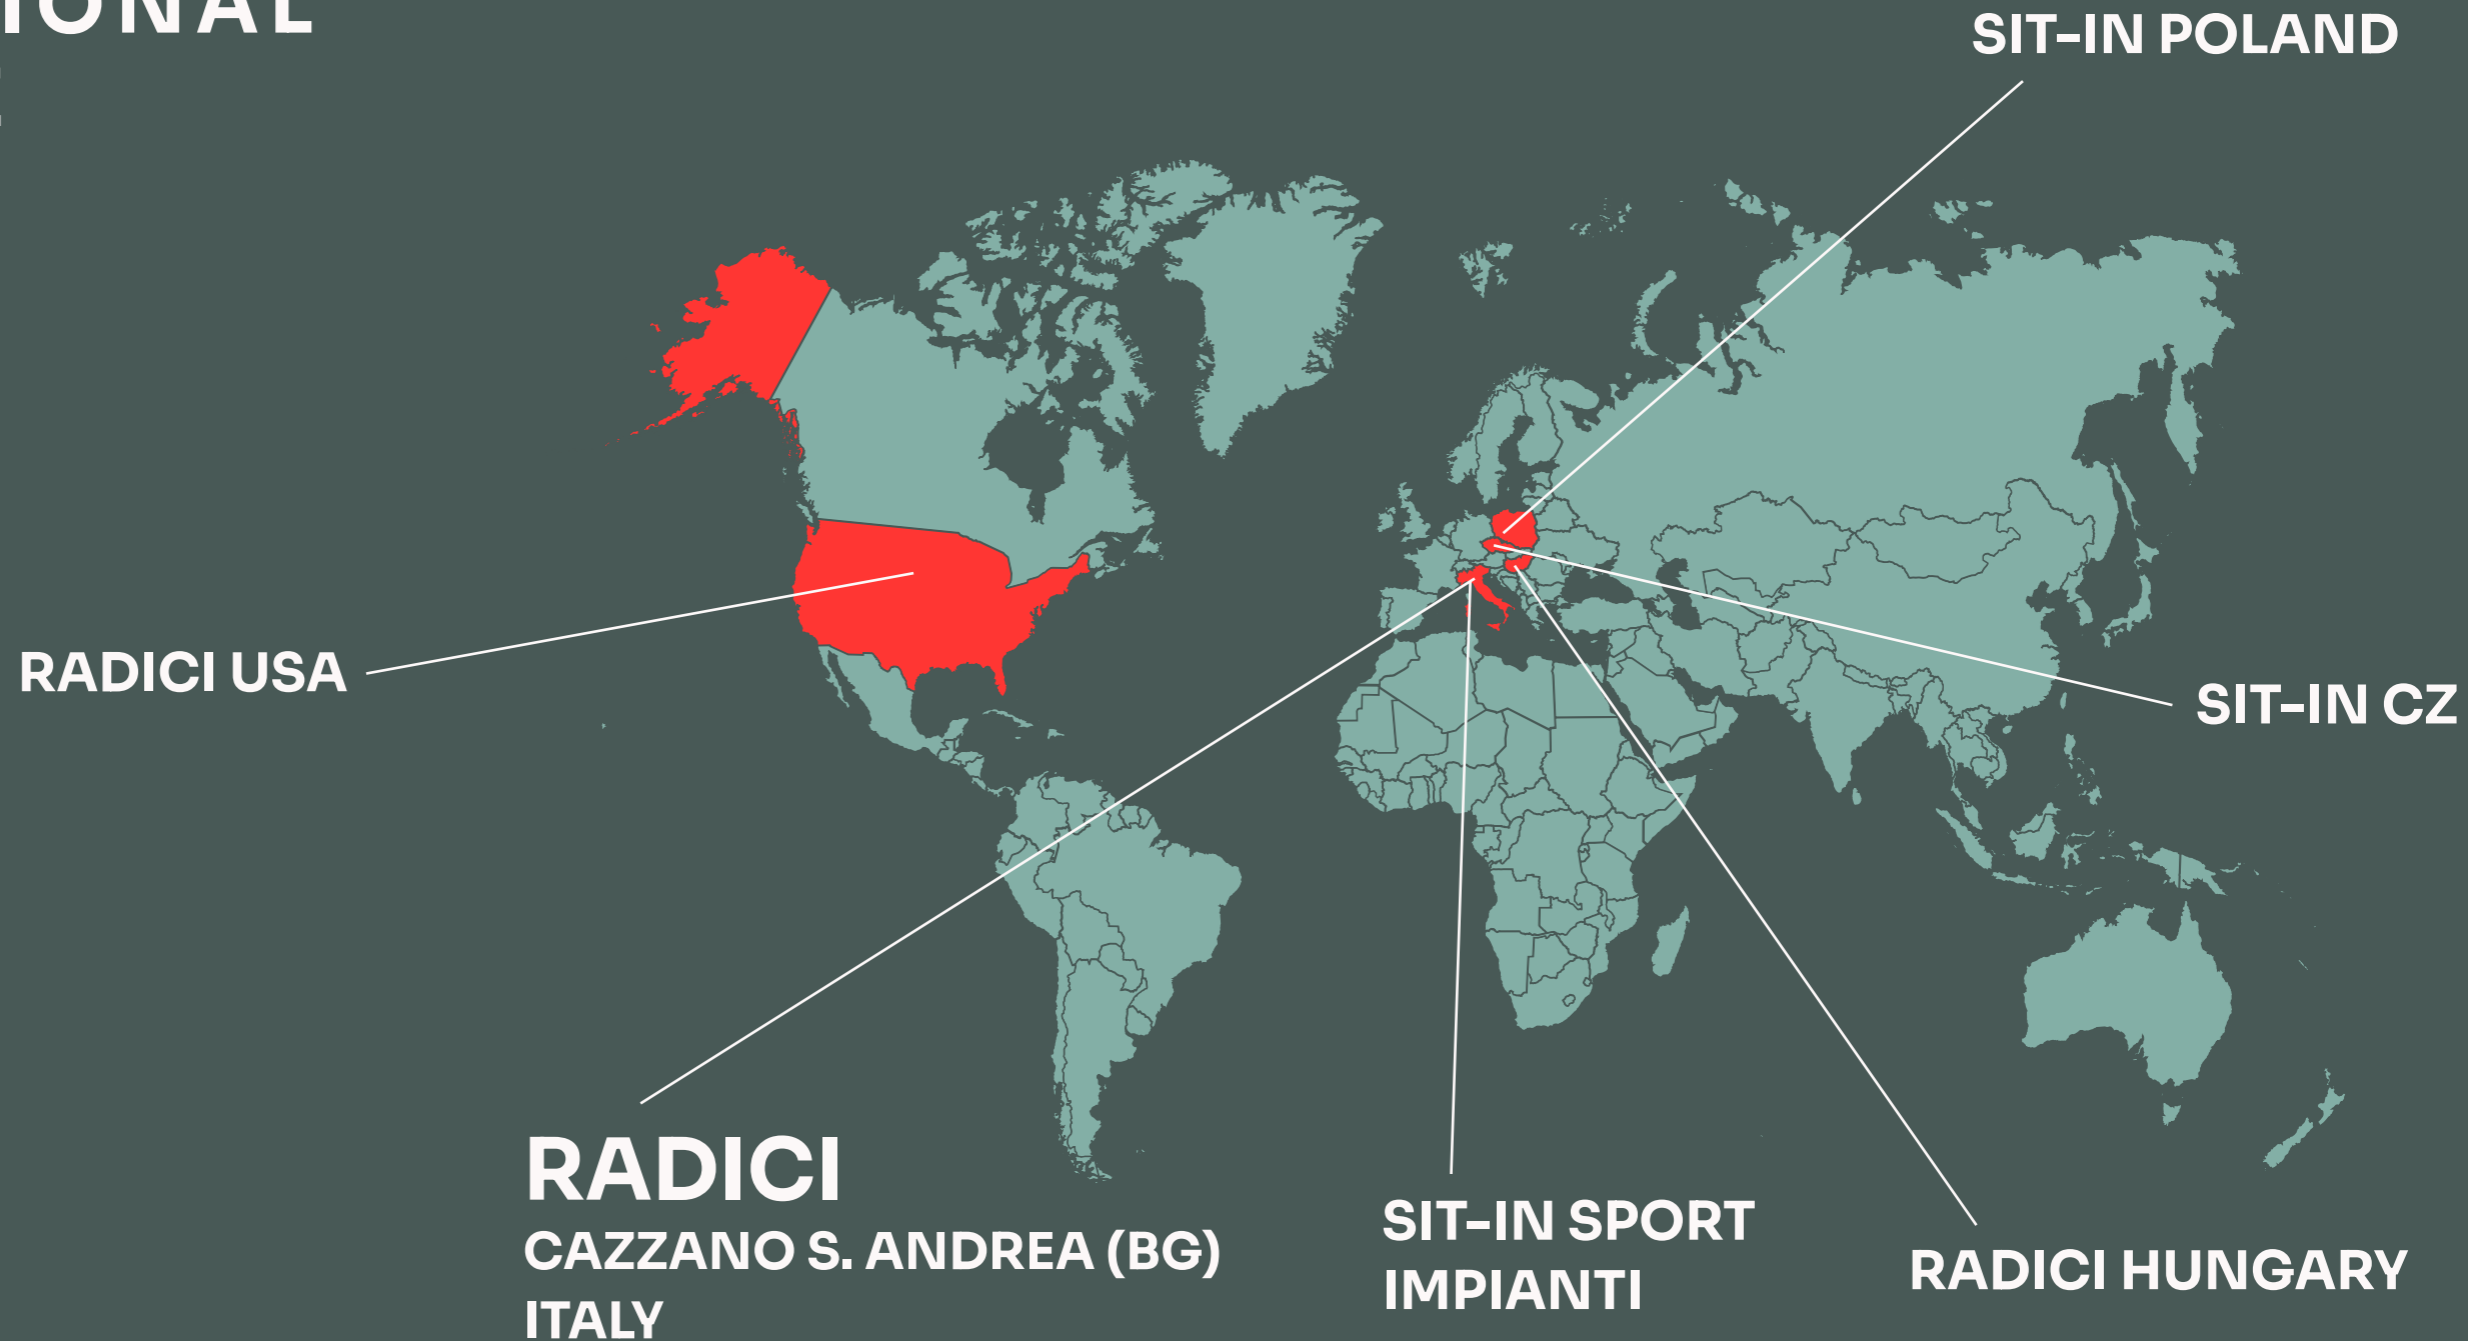 IONAL
SIT-IN POLAND
RADICI USA
SIT-IN CZ
RADICI
CAZZANO S. ANDREA (BG)
ITALY
SIT-IN SPORT
IMPIANTI
RADICI HUNGARY